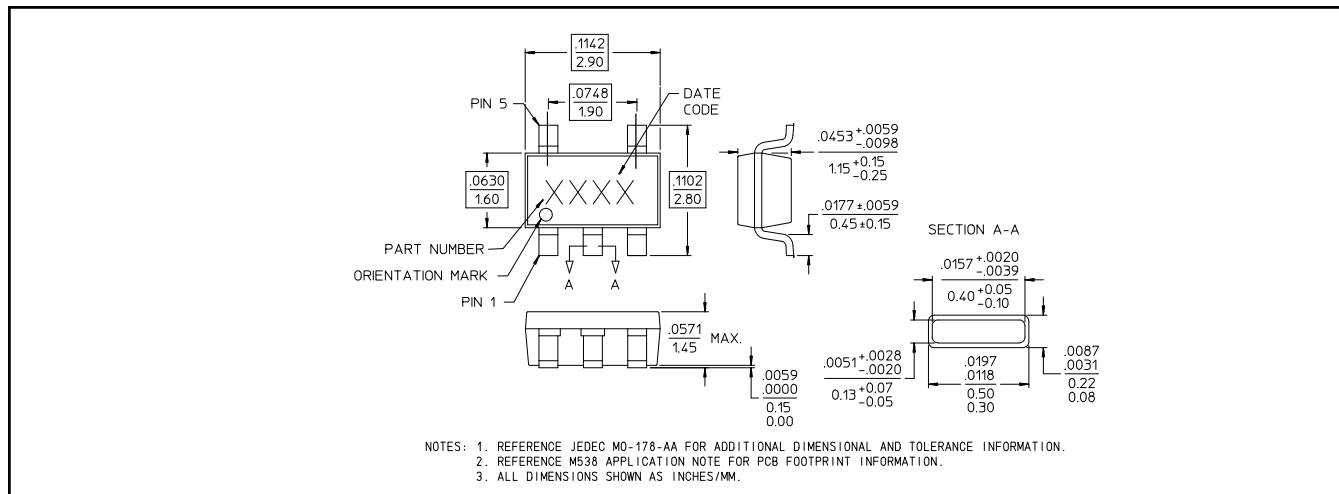 .1142
2.90
.0748
1.90
PIN 5
DATE
CODE
.0630
1.60
XXXX
.1102
2.80
PART NUMBER
ORIENTATION MARK
PIN 1
A
A
.0453 +.0059
-.0098
1.15 +0.15
-0.25
.0177 ±.0059
0.45 ±0.15
SECTION A-A
.0157 +.0020
-.0039
0.40 +0.05
-0.10
.0571
1.45
MAX.
.0059
.0000
0.15
0.00
.0051 +.0028
-.0020
0.13 +0.07
-0.05
.0197
.0118
0.50
0.30
.0087
.0031
0.22
0.08
NOTES: 1. REFERENCE JEDEC MO-178-AA FOR ADDITIONAL DIMENSIONAL AND TOLERANCE INFORMATION.
2. REFERENCE M538 APPLICATION NOTE FOR PCB FOOTPRINT INFORMATION.
3. ALL DIMENSIONS SHOWN AS INCHES/MM.